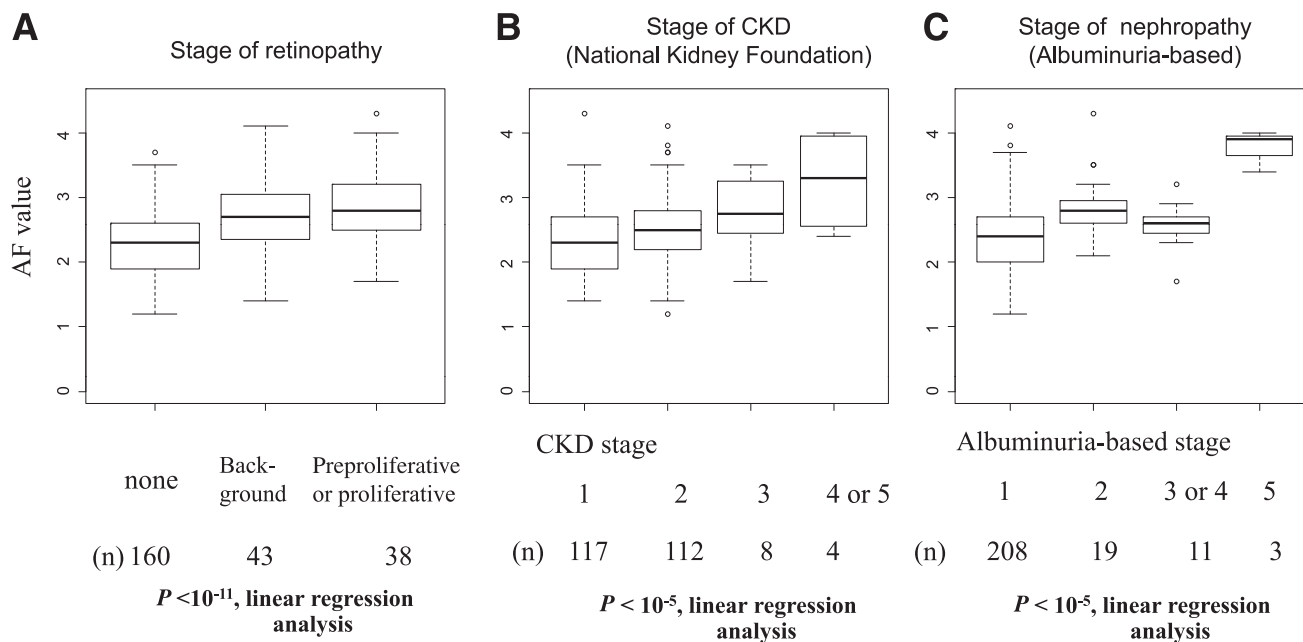 A
Stage of retinopathy
AF value
0
1
2
3
4
none
Back-
ground
Preproliferative
or proliferative
(n) 160 43 38
P <10⁻¹¹, linear regression
analysis
B
Stage of CKD
(National Kidney Foundation)
0
1
2
3
4
CKD stage
1 2 3 4 or 5
(n) 117 112 8 4
P < 10⁻⁵, linear regression
analysis
C
Stage of nephropathy
(Albuminuria-based)
0
1
2
3
4
Albuminuria-based stage
1 2 3 or 4 5
(n) 208 19 11 3
P < 10⁻⁵, linear regression
analysis